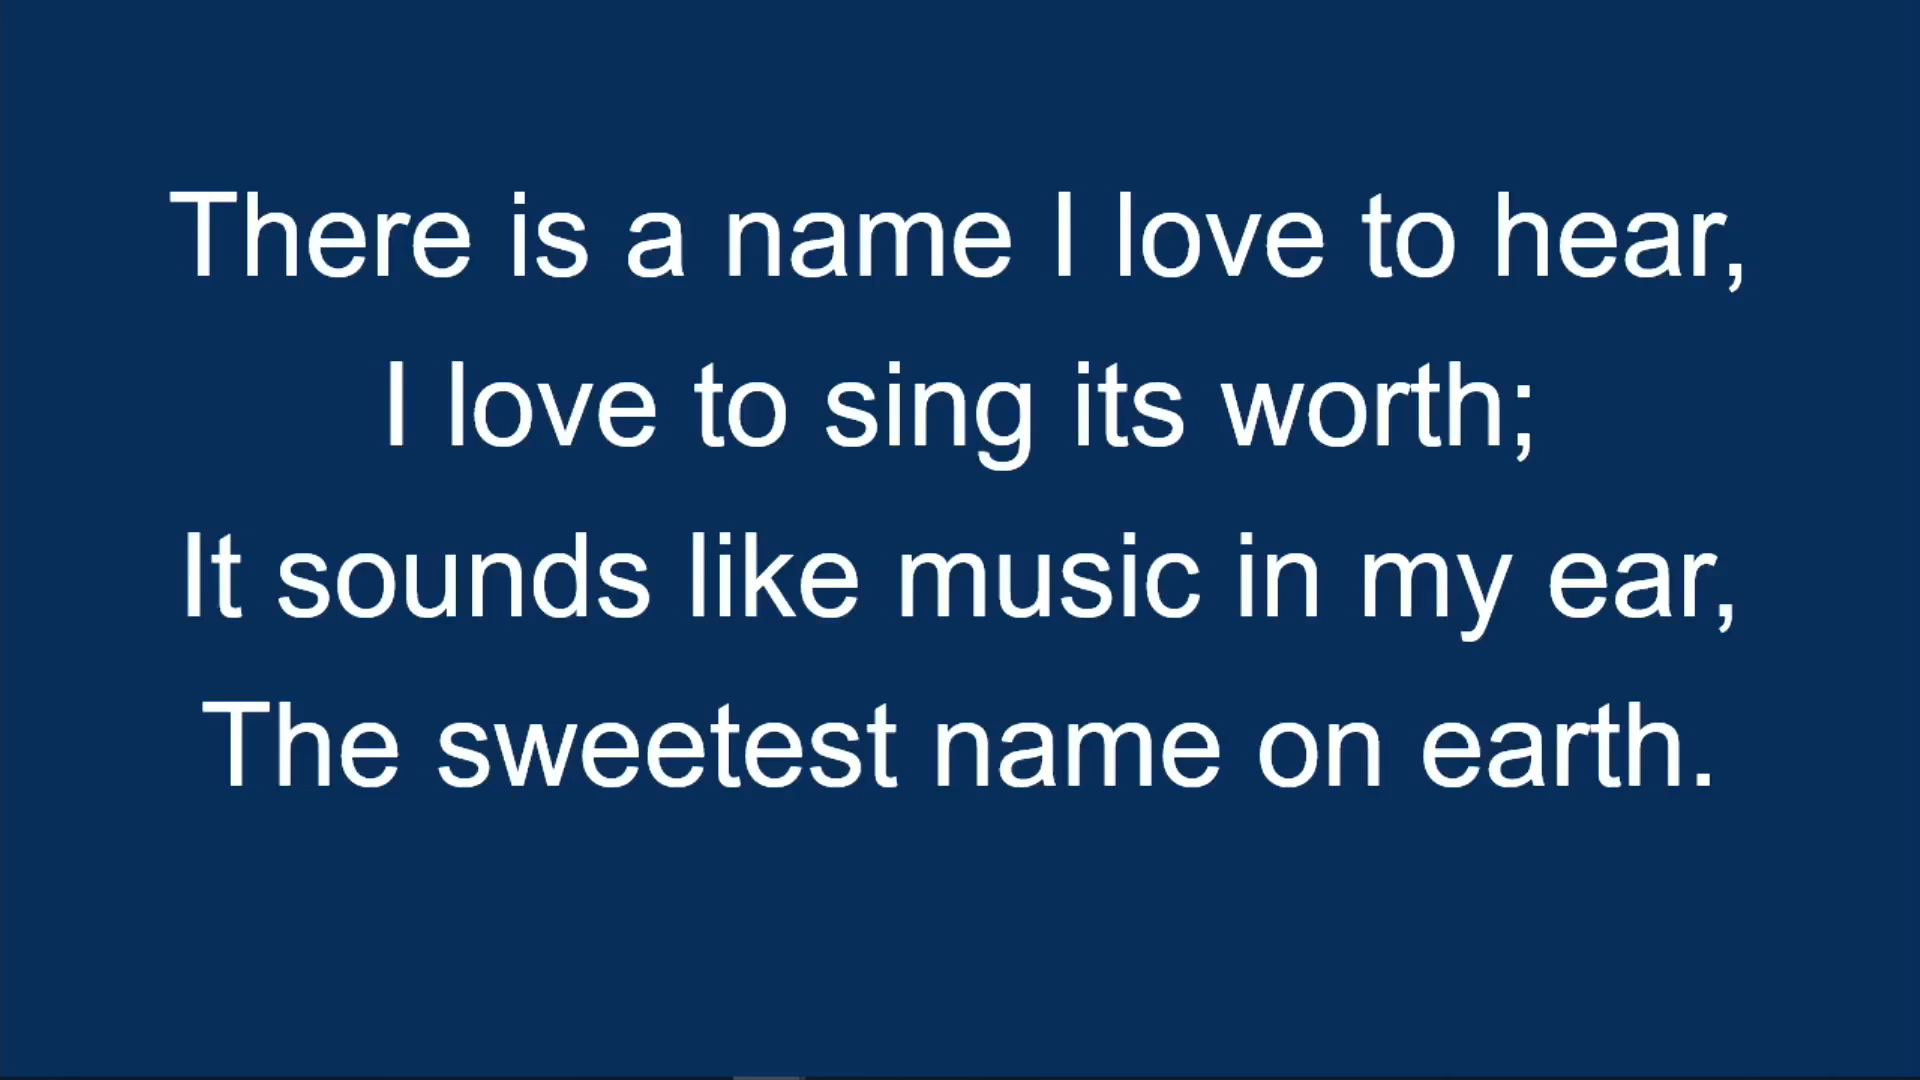 There is a name I love to hear,
I love to sing its worth;
It sounds like music in my ear,
The sweetest name on earth.